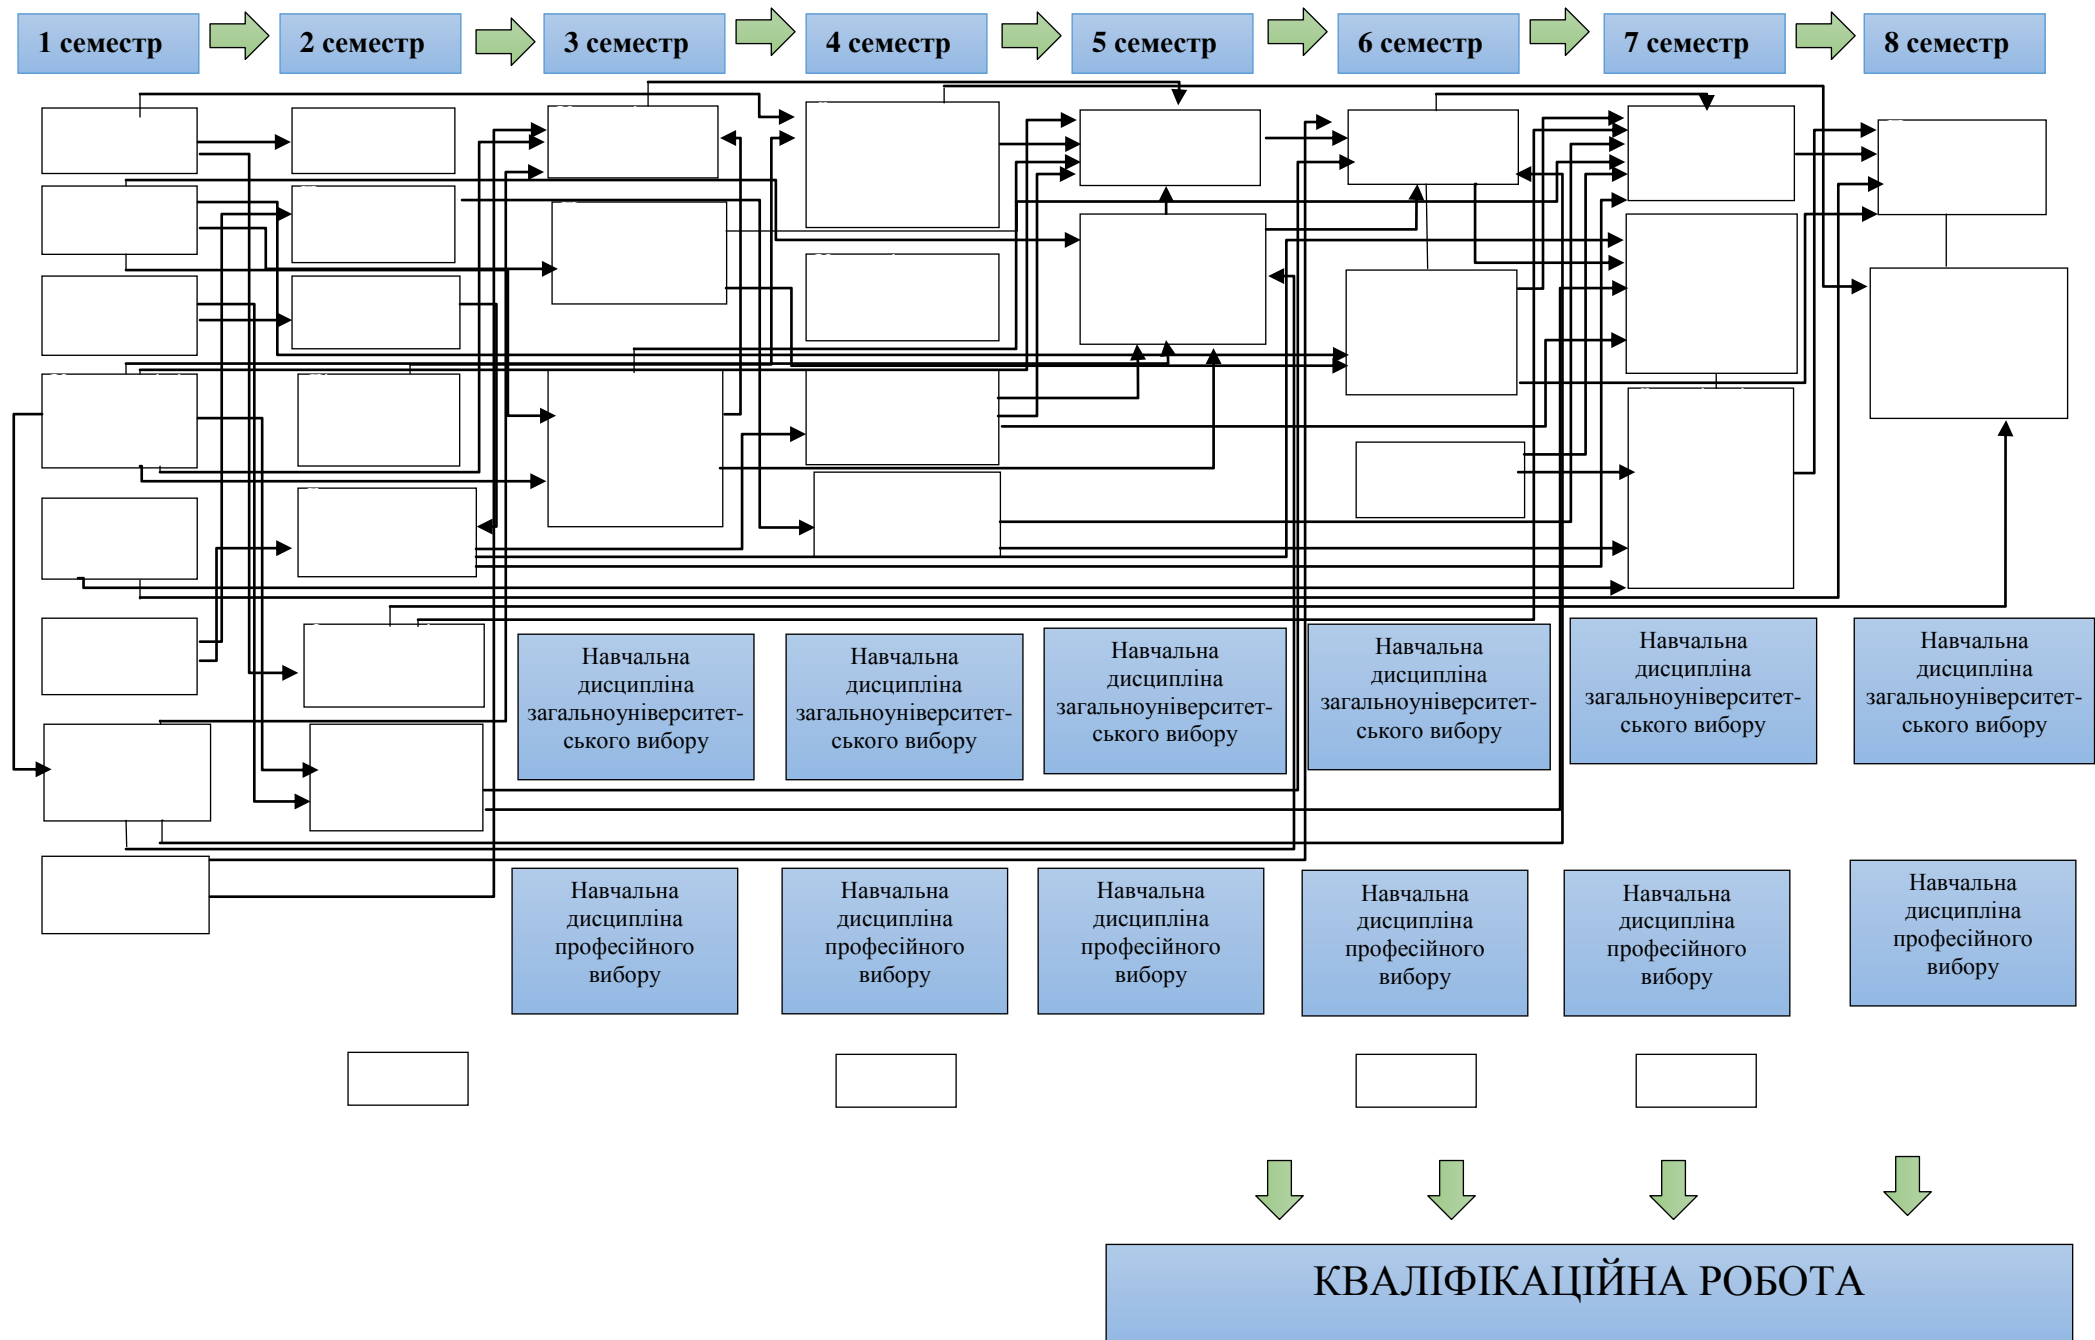 1 семестр
2 семестр
3 семестр
4 семестр
5 семестр
6 семестр
7 семестр
8 семестр
Навчальна
дисципліна
загальноуніверситет-
ського вибору
Навчальна
дисципліна
загальноуніверситет-
ського вибору
Навчальна
дисципліна
загальноуніверситет-
ського вибору
Навчальна
дисципліна
загальноуніверситет-
ського вибору
Навчальна
дисципліна
загальноуніверситет-
ського вибору
Навчальна
дисципліна
загальноуніверситет-
ського вибору
Навчальна
дисципліна
професійного
вибору
Навчальна
дисципліна
професійного
вибору
Навчальна
дисципліна
професійного
вибору
Навчальна
дисципліна
професійного
вибору
Навчальна
дисципліна
професійного
вибору
Навчальна
дисципліна
професійного
вибору
КВАЛІФІКАЦІЙНА РОБОТА